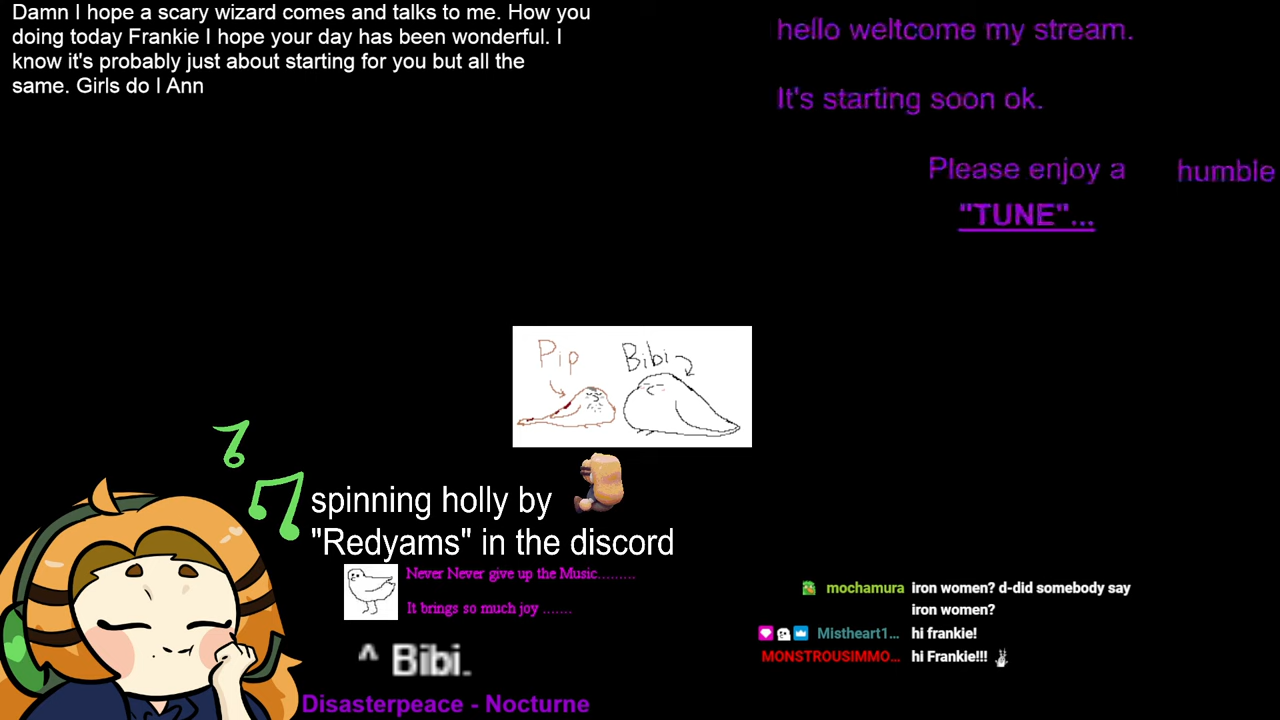 Damn I hope a scary wizard comes and talks to me. How you
doing today Frankie I hope your day has been wonderful. I
know it's probably just about starting for you but all the
same. Girls do I Ann
hello weltcome my stream.
It's starting soon ok.
Please enjoy a humble
"TUNE"...
Pip
Bibi
spinning holly by
"Redyams" in the discord
Never Never give up the Music.........
It brings so much joy .......
^ Bibi.
Disasterpeace - Nocturne
mochamura iron women? d-did somebody say
iron women?
Mistheart1... hi frankie!
MONSTROUSIMMO... hi Frankie!!!